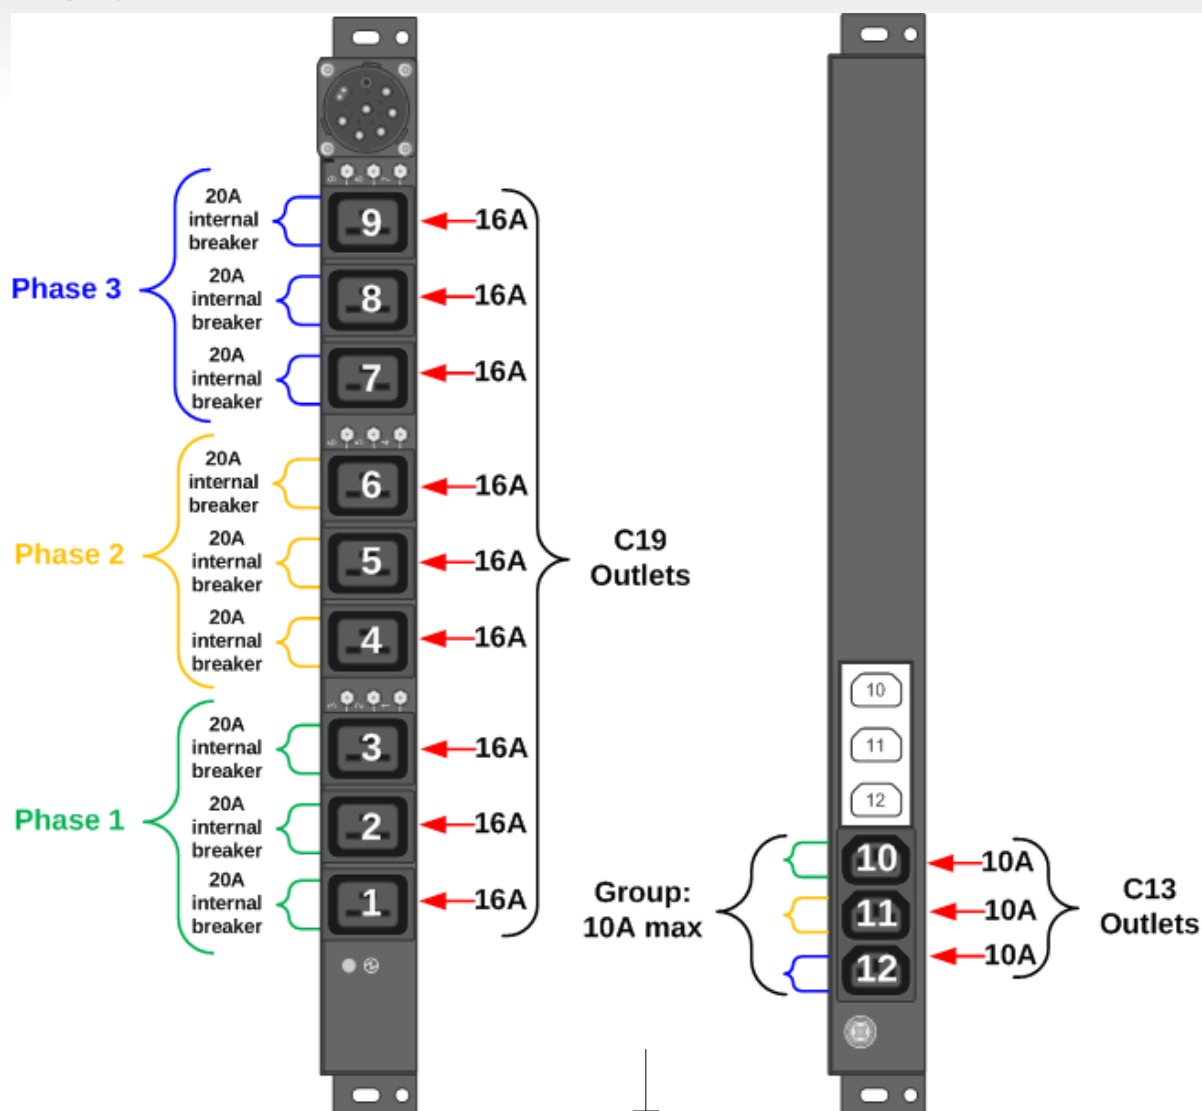 20A
internal
breaker
9
16A
Phase 3
20A
internal
breaker
8
16A
20A
internal
breaker
7
16A
20A
internal
breaker
6
16A
Phase 2
20A
internal
breaker
5
16A
C19
Outlets
20A
internal
breaker
4
16A
20A
internal
breaker
3
16A
Phase 1
20A
internal
breaker
2
16A
20A
internal
breaker
1
16A
10
11
12
Group:
10A max
10
10A
11
10A
12
10A
C13
Outlets